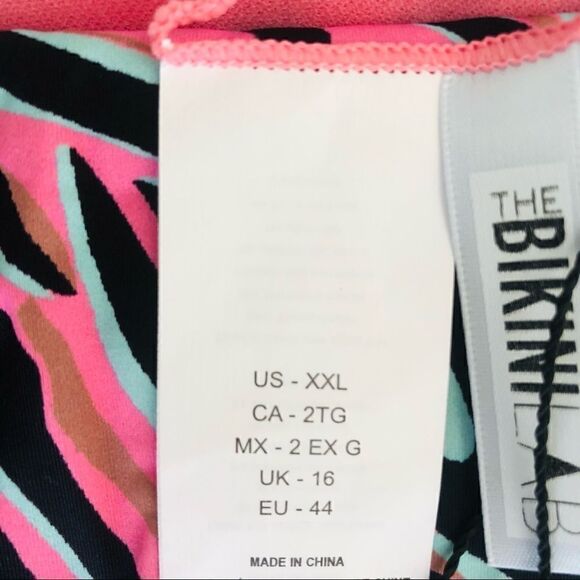 US - XXL
CA - 2TG
MX - 2 EX G
UK - 16
EU - 44
MADE IN CHINA
THE
BIKINI
LAB